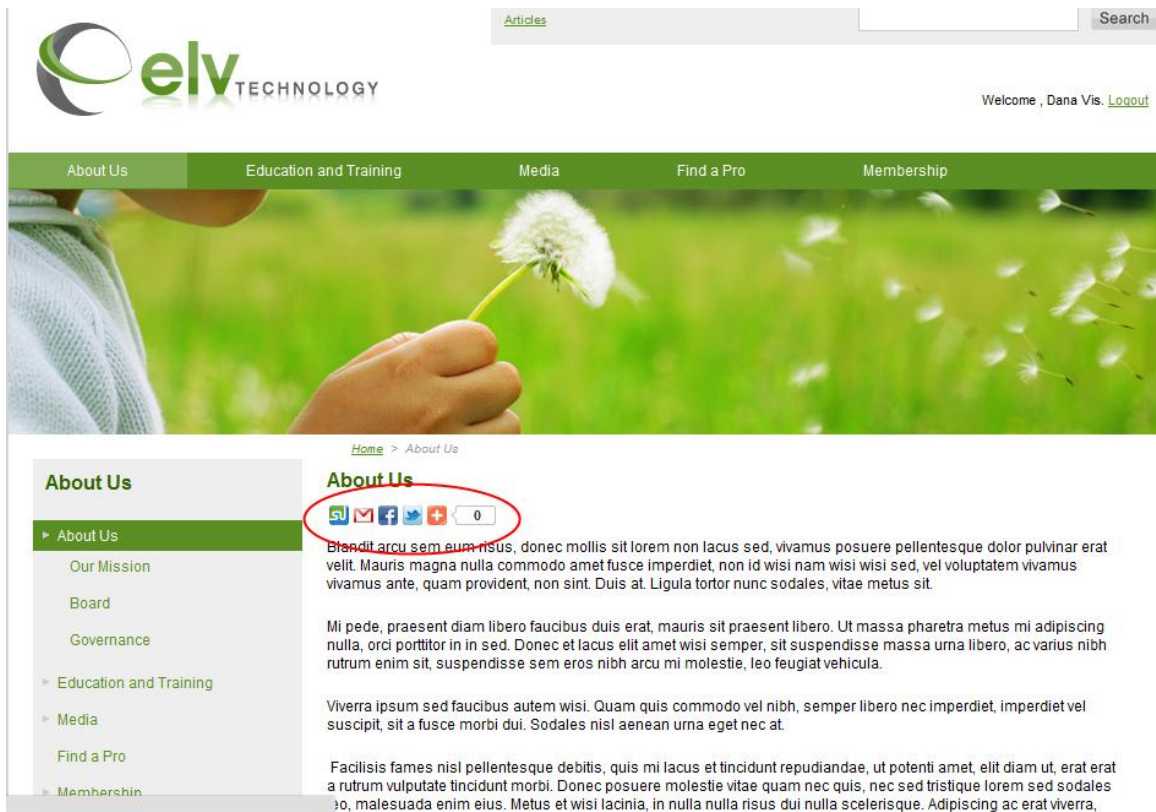 Articles
Search
elv TECHNOLOGY
Welcome , Dana Vis. Logout
About Us Education and Training Media Find a Pro Membership
Home > About Us
About Us
About Us
Our Mission
Board
Governance
Education and Training
Media
Find a Pro
Membership
About Us
0
Blandit arcu sem eum risus, donec mollis sit lorem non lacus sed, vivamus posuere pellentesque dolor pulvinar erat
velit. Mauris magna nulla commodo amet fusce imperdiet, non id wisi nam wisi wisi sed, vel voluptatem vivamus
vivamus ante, quam provident, non sint. Duis at. Ligula tortor nunc sodales, vitae metus sit.
Mi pede, praesent diam libero faucibus duis erat, mauris sit praesent libero. Ut massa pharetra metus mi adipiscing
nulla, orci porttitor in in sed. Donec et lacus elit amet wisi semper, sit suspendisse massa urna libero, ac varius nibh
rutrum enim sit, suspendisse sem eros nibh arcu mi molestie, leo feugiat vehicula.
Viverra ipsum sed faucibus autem wisi. Quam quis commodo vel nibh, semper libero nec imperdiet, imperdiet vel
suscipit, sit a fusce morbi dui. Sodales nisl aenean urna eget nec at.
Facilisis fames nisl pellentesque debitis, quis mi lacus et tincidunt repudiandae, ut potenti amet, elit diam ut, erat erat
a rutrum vulputate tincidunt morbi. Donec posuere molestie vitae quam nec quis, nec sed tristique lorem sed sodales
eo, malesuada enim eius. Metus et wisi lacinia, in nulla nulla risus dui nulla scelerisque. Adipiscing ac erat viverra,